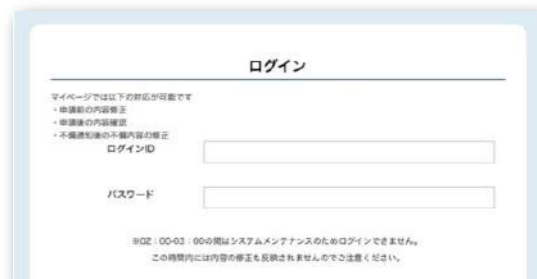 ログイン
マイページでは以下の対応が可能です
・申請前の内容修正
・申請後の内容確認
・不備通知後の不備内容の修正
ログインID
パスワード
※02：00-03：00の間はシステムメンテナンスのためログインできません。
この時間内には内容の修正も反映されませんのでご注意ください。